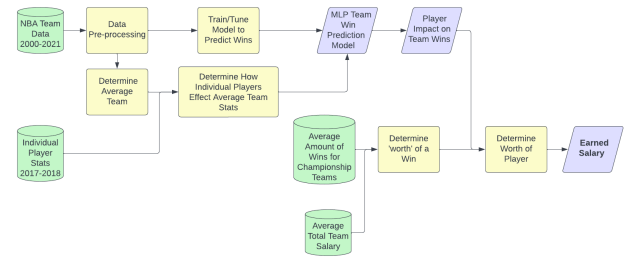 NBA Team
Data
2000-2021
Data
Pre-processing
Train/Tune
Model to
Predict Wins
MLP Team
Win
Prediction
Model
Player
Impact on
Team Wins
Determine
Average
Team
Determine How
Individual Players
Effect Average Team
Stats
Individual
Player
Stats
2017-2018
Average
Amount of
Wins for
Championship
Teams
Determine
'worth' of a
Win
Determine
Worth of
Player
Earned
Salary
Average
Total Team
Salary